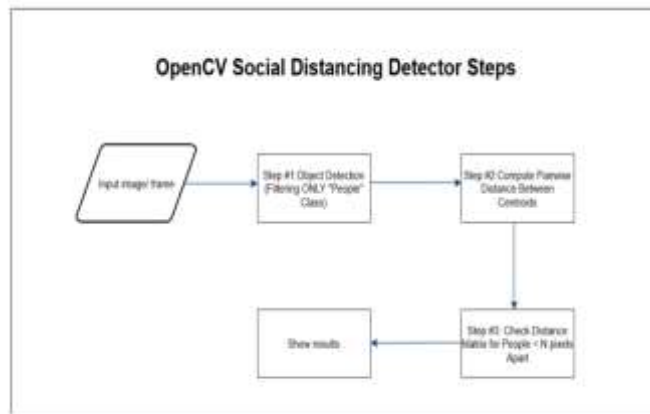 OpenCV Social Distancing Detector Steps
Input image/ frame
Step #1 Object Detection
(Filtering ONLY "People"
Class)
Step #2 Compute Pairwise
Distance Between
Centroids
Show results
Step #3: Check Distance
Matrix for People < N pixels
Apart